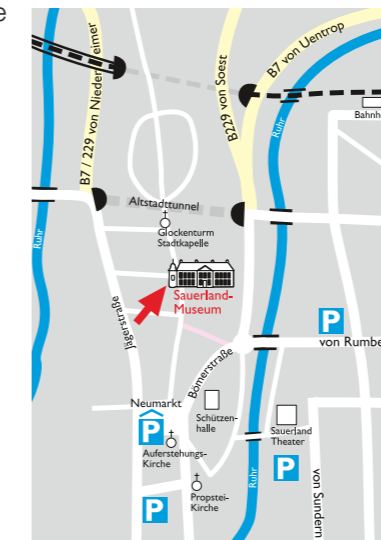 e
B7 / 229 von Niedereimer
B229 von Soest
B7 von Uentrop
Ruhr
Bahnh
Altstadttunnel
Glockenturm
Stadtkapelle
Ruhr
Sauerland-
Museum
Jägerstraße
P
von Rumbe
Bömerstraße
Neumarkt
P
Schützen-
halle
Sauerland
Theater
Auferstehungs-
Kirche
P
Ruhr
von Sundern
Propstei-
Kirche
P